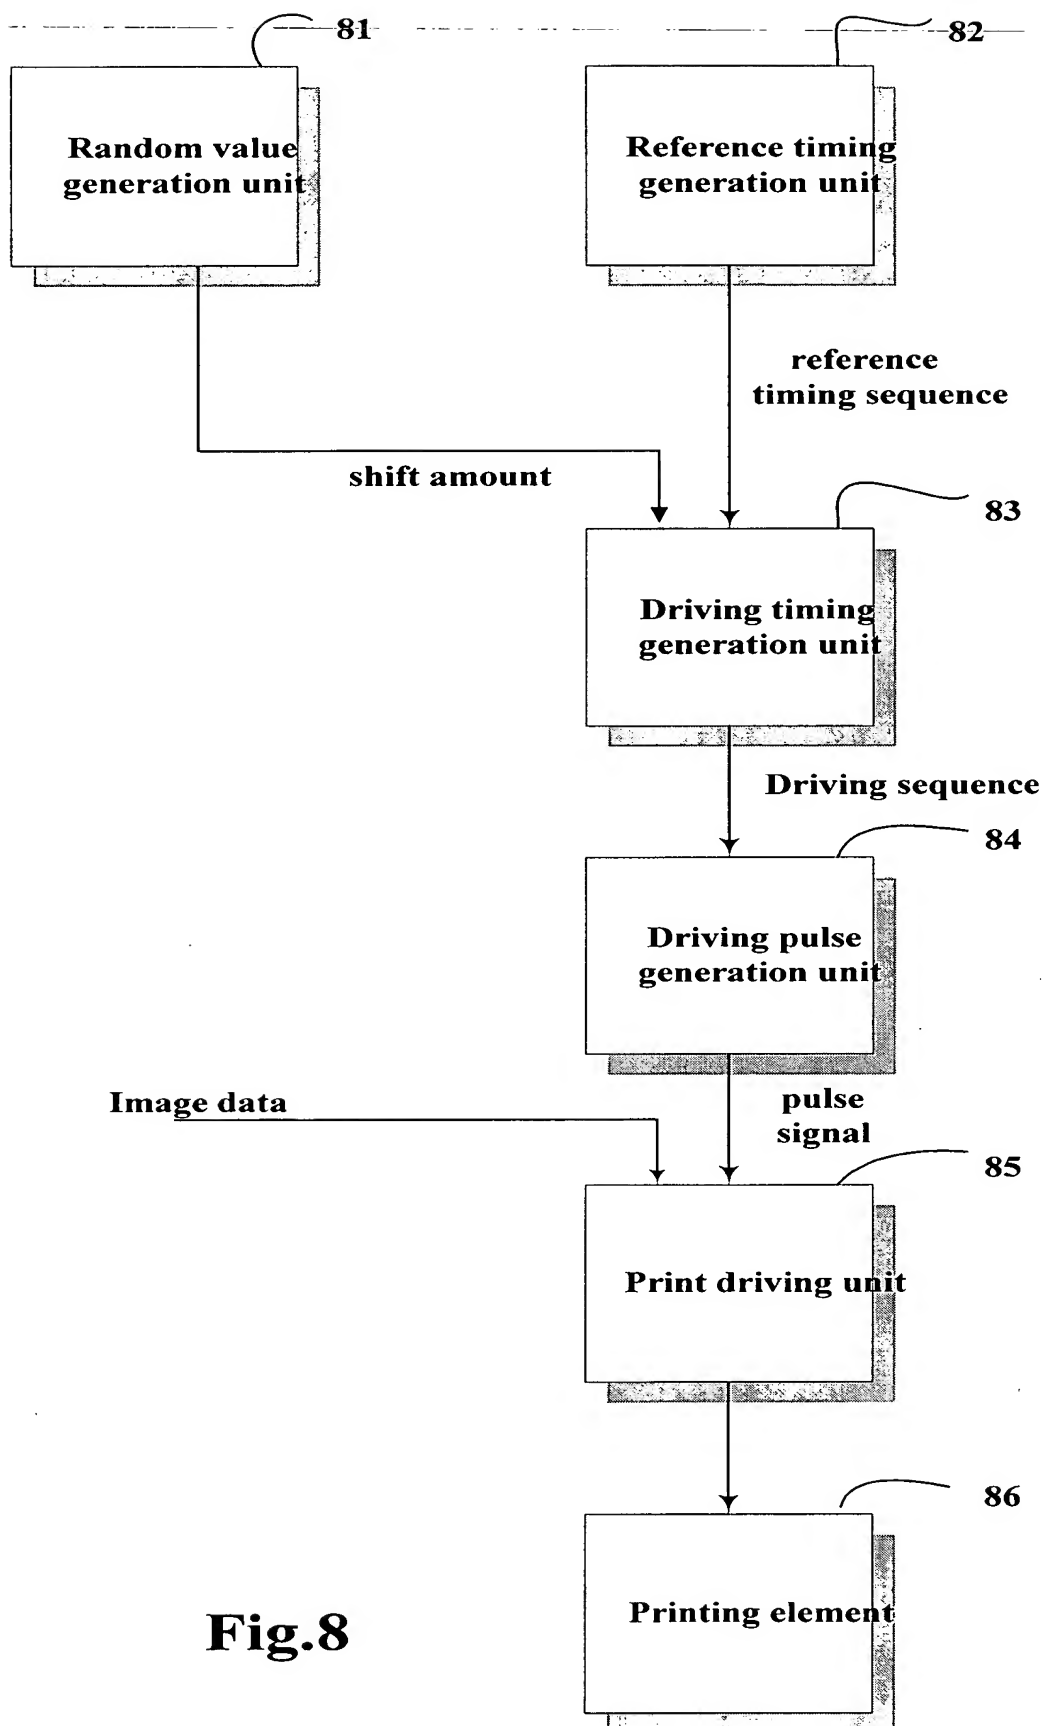 81
82
Random value
generation unit
Reference timing
generation unit
reference
timing sequence
shift amount
83
Driving timing
generation unit
Driving sequence
84
Driving pulse
generation unit
Image data
pulse
signal
85
Print driving unit
86
Printing element
Fig.8